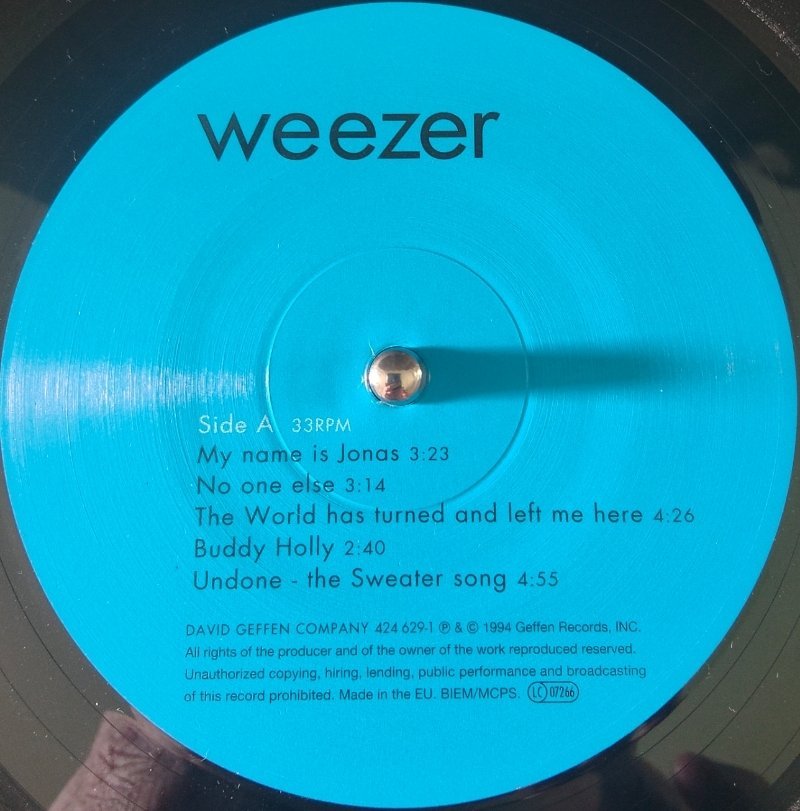 weezer
Side A 33RPM
My name is Jonas 3:23
No one else 3:14
The World has turned and left me here 4:26
Buddy Holly 2:40
Undone - the Sweater song 4:55
DAVID GEFFEN COMPANY 424 629-1 ℗ & © 1994 Geffen Records, INC.
All rights of the producer and of the owner of the work reproduced reserved.
Unauthorized copying, hiring, lending, public performance and broadcasting
of this record prohibited. Made in the EU. BIEM/MCPS. LC 07266